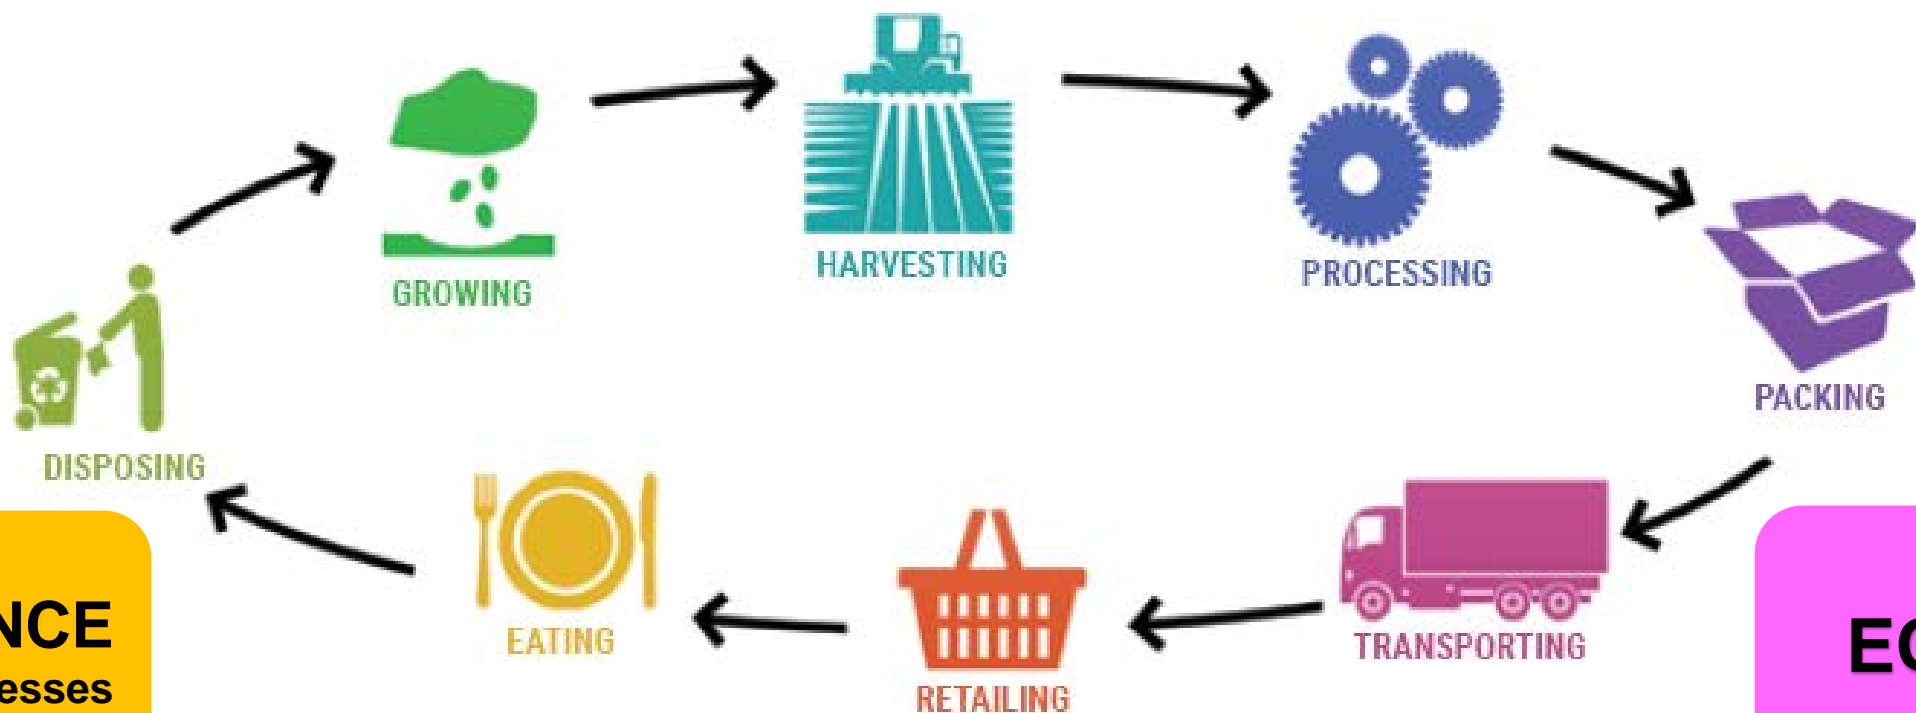 GROWING
HARVESTING
PROCESSING
PACKING
TRANSPORTING
RETAILING
EATING
DISPOSING
NCE
esses
EC